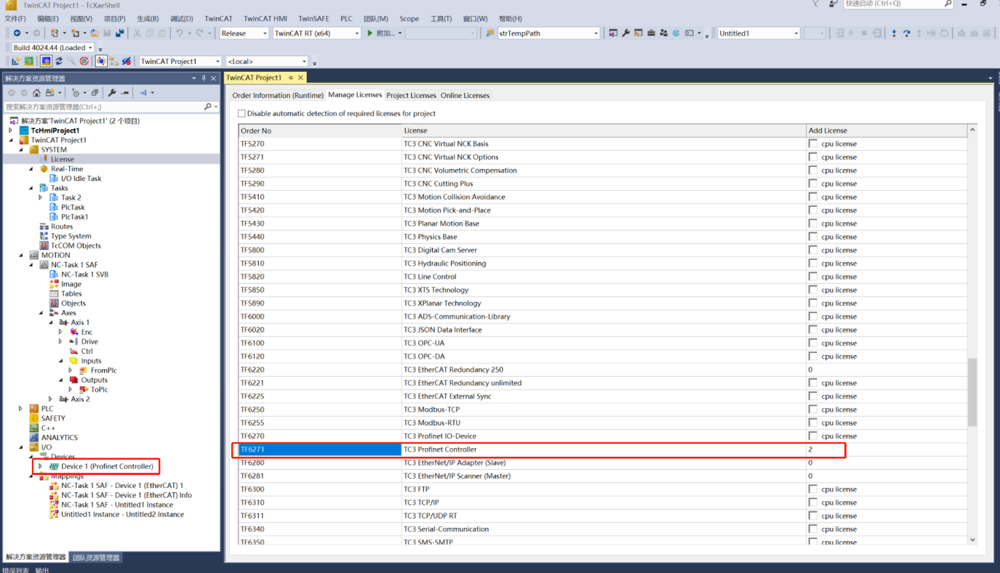 TwinCAT Project1 - TcXaeShell
快速启动 (Ctrl+Q)
文件(F) 编辑(E) 视图(V) 项目(P) 生成(B) 调试(D) TwinCAT TwinCAT HMI TwinSAFE PLC 团队(M) Scope 工具(T) 窗口(W) 帮助(H)
Release TwinCAT RT (x64) 附加... strTempPath Untitled1
Build 4024.44 (Loaded
TwinCAT Project1 <Local>
解决方案资源管理器
搜索解决方案资源管理器(Ctrl+;)
解决方案'TwinCAT Project1' (2 个项目)
TcHmiProject1
TwinCAT Project1
SYSTEM
License
Real-Time
I/O Idle Task
Tasks
Task 2
PlcTask
PlcTask1
Routes
Type System
TcCOM Objects
MOTION
NC-Task 1 SAF
NC-Task 1 SVB
Image
Tables
Objects
Axes
Axis 1
Enc
Drive
Ctrl
Inputs
FromPlc
Outputs
ToPlc
Axis 2
PLC
SAFETY
C++
ANALYTICS
I/O
Devices
Device 1 (Profinet Controller)
Mappings
NC-Task 1 SAF - Device 1 (EtherCAT) 1
NC-Task 1 SAF - Device 1 (EtherCAT) Info
NC-Task 1 SAF - Untitled1 Instance
Untitled1 Instance - Untitled2 Instance
解决方案资源管理器 团队资源管理器
错误列表 输出
TwinCAT Project1
Order Information (Runtime) Manage Licenses Project Licenses Online Licenses
Disable automatic detection of required licenses for project
Order No License Add License
TF5270 TC3 CNC Virtual NCK Basis cpu license
TF5271 TC3 CNC Virtual NCK Options cpu license
TF5280 TC3 CNC Volumetric Compensation cpu license
TF5290 TC3 CNC Cutting Plus cpu license
TF5410 TC3 Motion Collision Avoidance cpu license
TF5420 TC3 Motion Pick-and-Place cpu license
TF5430 TC3 Planar Motion Base cpu license
TF5440 TC3 Physics Base cpu license
TF5800 TC3 Digital Cam Server cpu license
TF5810 TC3 Hydraulic Positioning cpu license
TF5820 TC3 Line Control cpu license
TF5850 TC3 XTS Technology cpu license
TF5890 TC3 XPlanar Technology cpu license
TF6000 TC3 ADS-Communication-Library cpu license
TF6020 TC3 JSON Data Interface cpu license
TF6100 TC3 OPC-UA cpu license
TF6120 TC3 OPC-DA cpu license
TF6220 TC3 EtherCAT Redundancy 250 0
TF6221 TC3 EtherCAT Redundancy unlimited cpu license
TF6225 TC3 EtherCAT External Sync cpu license
TF6250 TC3 Modbus-TCP cpu license
TF6255 TC3 Modbus-RTU cpu license
TF6270 TC3 Profinet IO-Device cpu license
TF6271 TC3 Profinet Controller 2
TF6280 TC3 EtherNet/IP Adapter (Slave) 0
TF6281 TC3 EtherNet/IP Scanner (Master) 0
TF6300 TC3 FTP cpu license
TF6310 TC3 TCP/IP cpu license
TF6311 TC3 TCP/UDP RT cpu license
TF6340 TC3 Serial-Communication cpu license
TF6350 TC3 SMS-SMTP cpu license